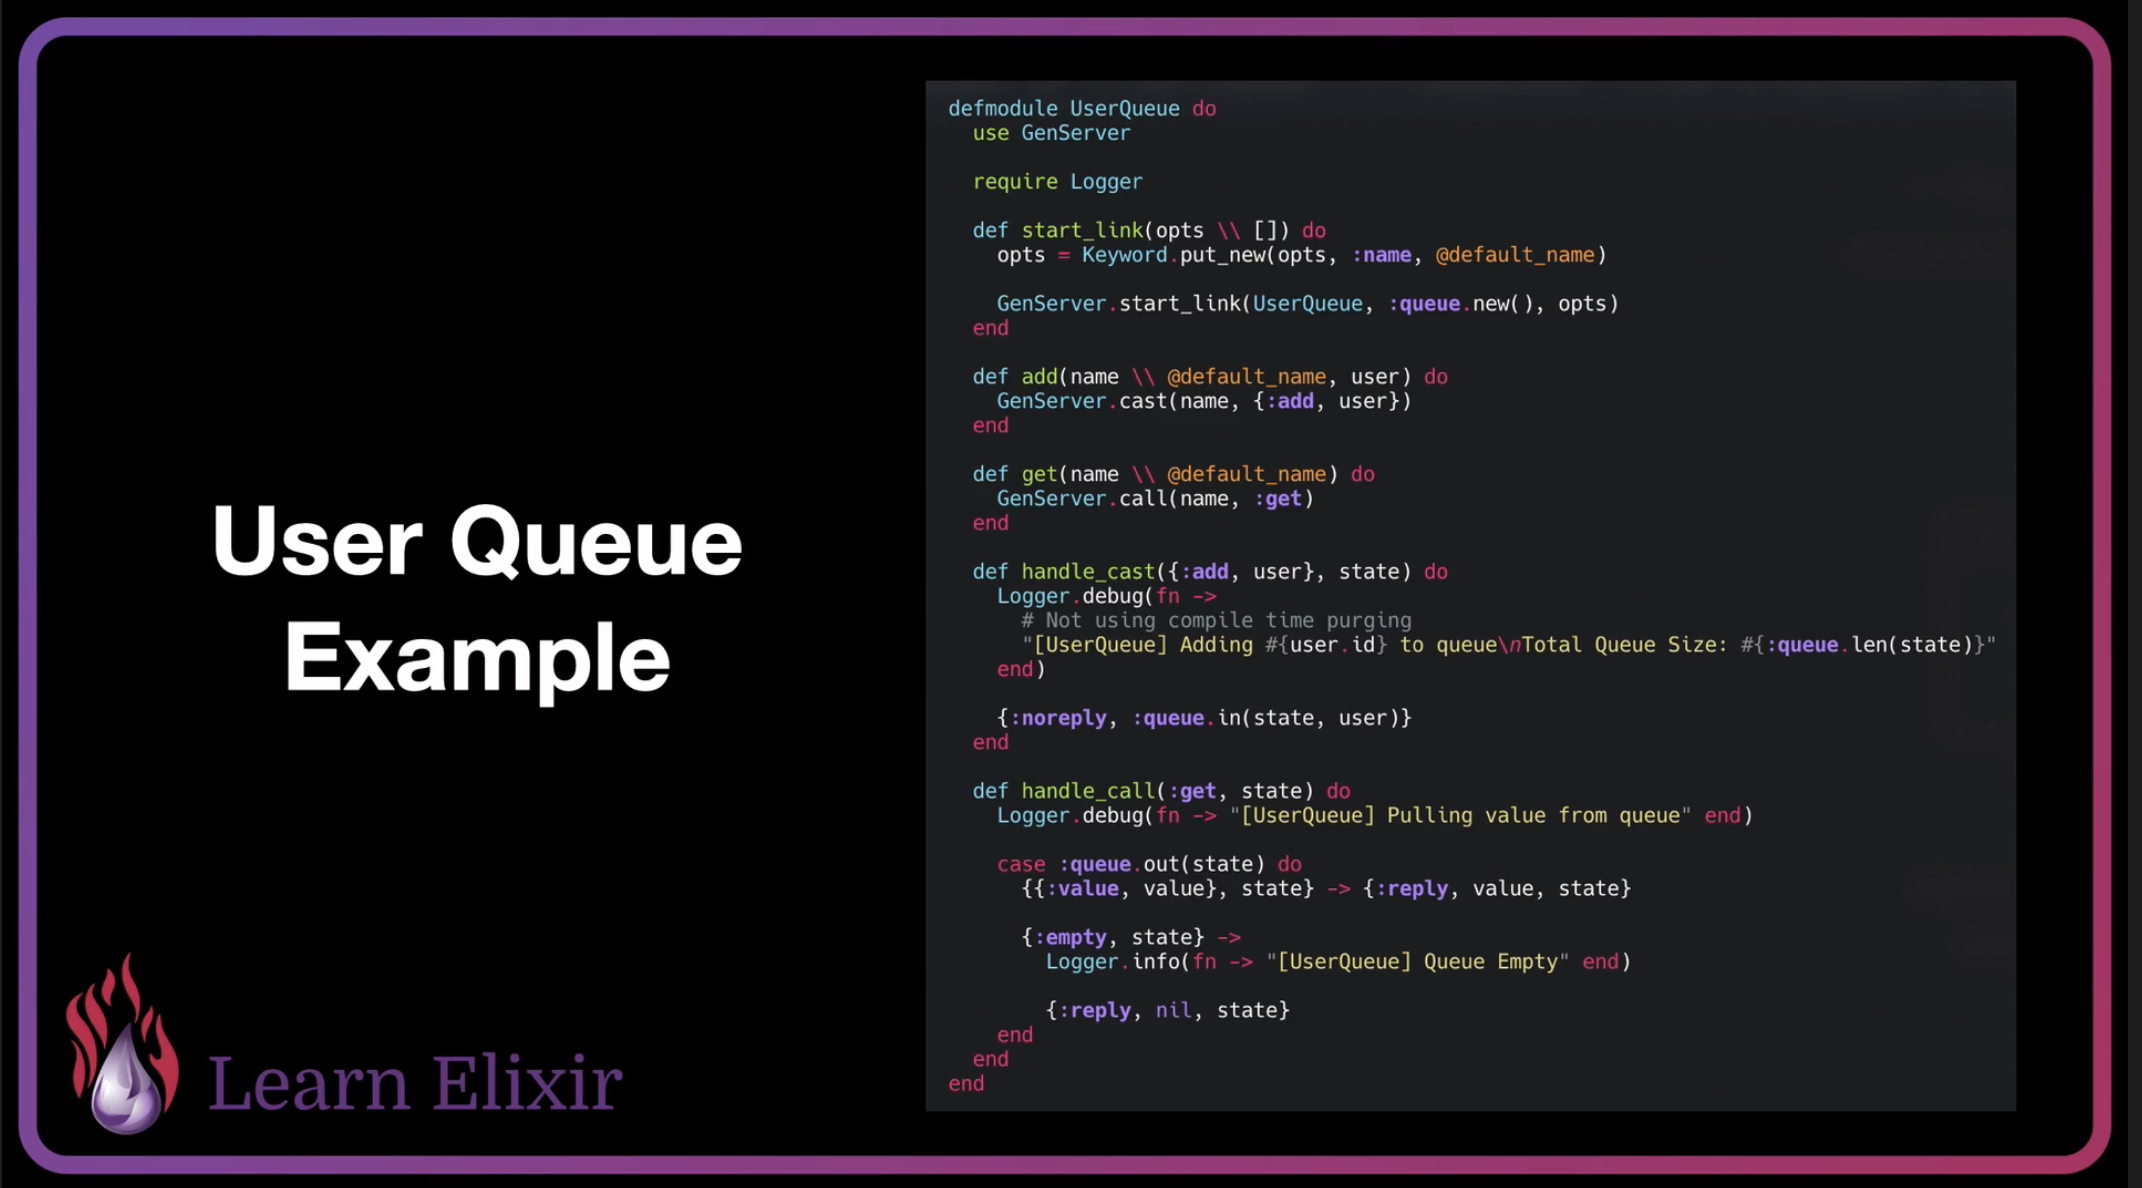 User Queue
Example
Learn Elixir
defmodule UserQueue do
  use GenServer

  require Logger

  def start_link(opts \\ []) do
    opts = Keyword.put_new(opts, :name, @default_name)

    GenServer.start_link(UserQueue, :queue.new(), opts)
  end

  def add(name \\ @default_name, user) do
    GenServer.cast(name, {:add, user})
  end

  def get(name \\ @default_name) do
    GenServer.call(name, :get)
  end

  def handle_cast({:add, user}, state) do
    Logger.debug(fn ->
      # Not using compile time purging
      "[UserQueue] Adding #{user.id} to queue\nTotal Queue Size: #{:queue.len(state)}"
    end)

    {:noreply, :queue.in(state, user)}
  end

  def handle_call(:get, state) do
    Logger.debug(fn -> "[UserQueue] Pulling value from queue" end)

    case :queue.out(state) do
      {{:value, value}, state} -> {:reply, value, state}

      {:empty, state} ->
        Logger.info(fn -> "[UserQueue] Queue Empty" end)

        {:reply, nil, state}
    end
  end
end